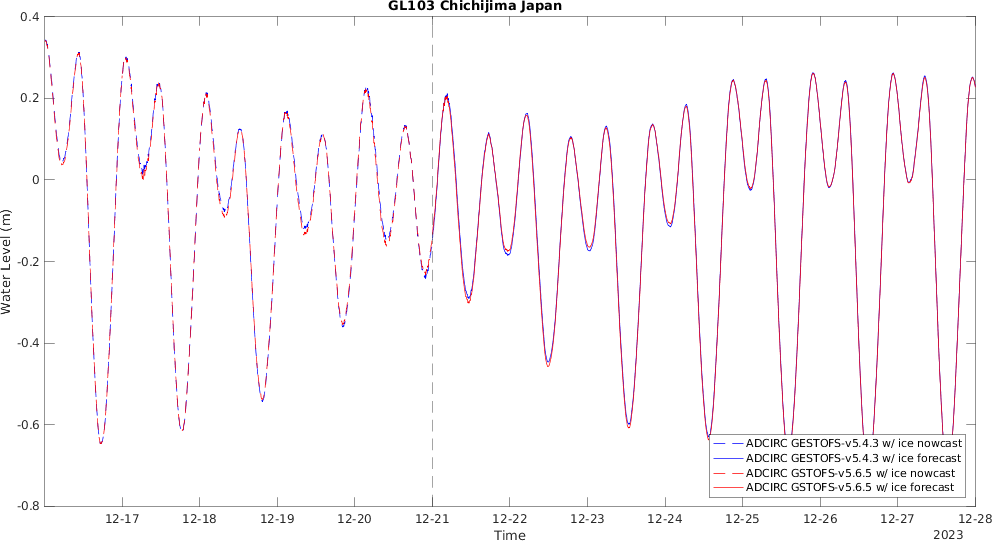 GL103 Chichijima Japan
0.4
0.2
0
-0.2
-0.4
-0.6
-0.8
Water Level (m)
ADCIRC GESTOFS-v5.4.3 w/ ice nowcast
ADCIRC GESTOFS-v5.4.3 w/ ice forecast
ADCIRC GSTOFS-v5.6.5 w/ ice nowcast
ADCIRC GSTOFS-v5.6.5 w/ ice forecast
12-17 12-18 12-19 12-20 12-21 12-22 12-23 12-24 12-25 12-26 12-27 12-28
Time
2023